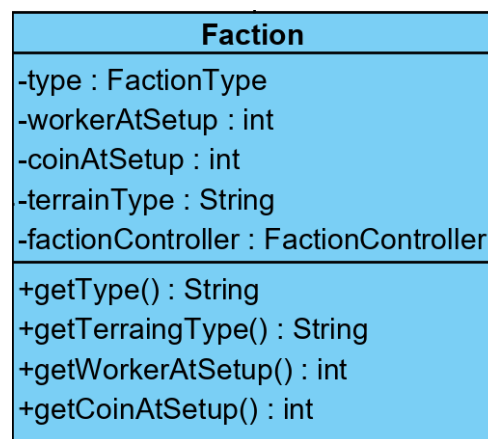 Faction
-type : FactionType
-workerAtSetup : int
-coinAtSetup : int
-terrainType : String
-factionController : FactionController
+getType() : String
+getTerraingType() : String
+getWorkerAtSetup() : int
+getCoinAtSetup() : int